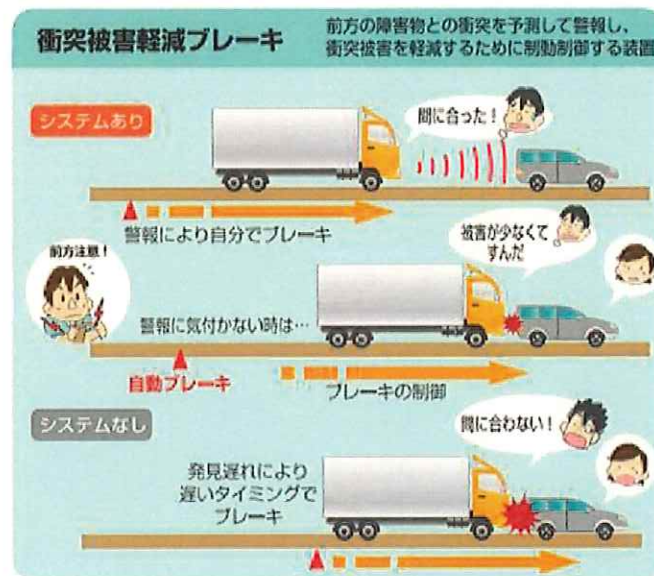 衝突被害軽減ブレーキ
前方の障害物との衝突を予測して警報し、
衝突被害を軽減するために制動制御する装置
システムあり
間に合った!
警報により自分でブレーキ
前方注意!
被害が少なくて
すんだ
警報に気付かない時は…
自動ブレーキ
ブレーキの制御
システムなし
間に合わない!
発見遅れにより
遅いタイミングで
ブレーキ